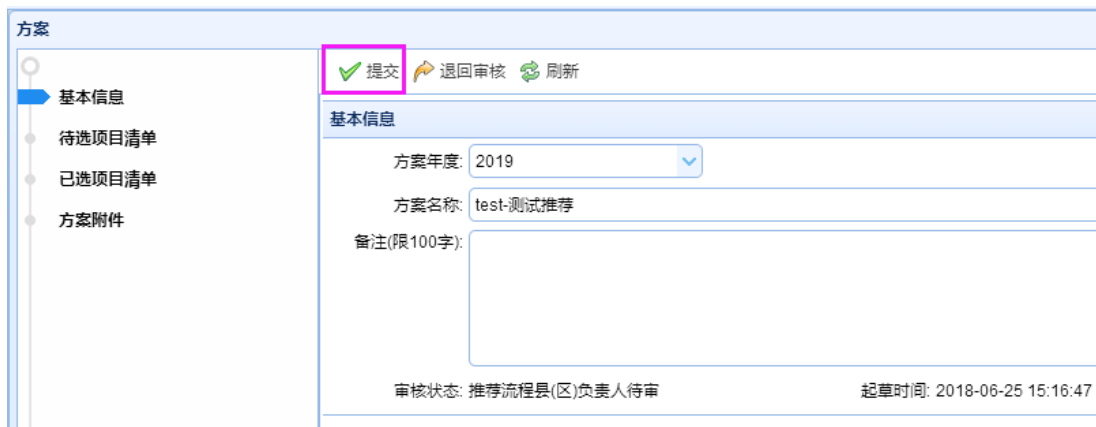 方案
基本信息
待选项目清单
已选项目清单
方案附件
提交 退回审核 刷新
基本信息
方案年度: 2019
方案名称: test-测试推荐
备注(限100字):
审核状态: 推荐流程县(区)负责人待审 起草时间: 2018-06-25 15:16:47